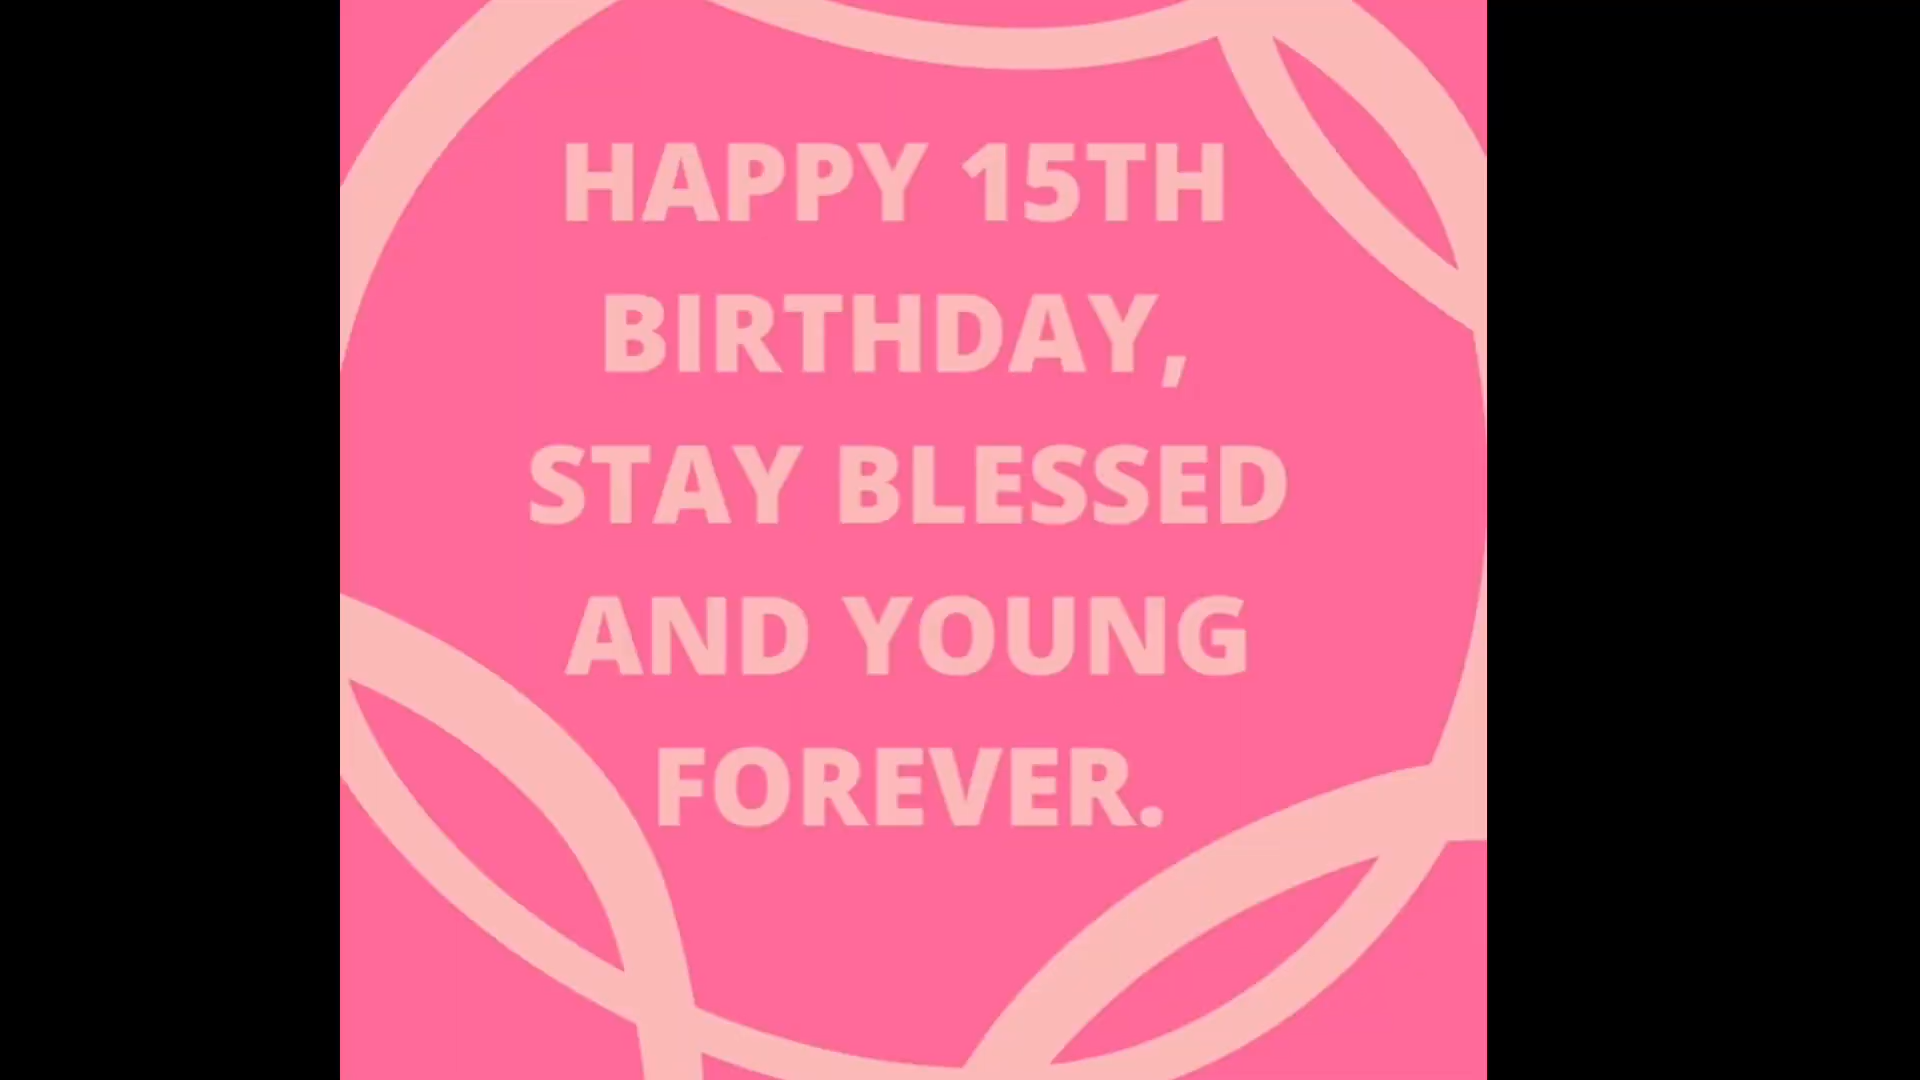 HAPPY 15TH
BIRTHDAY,
STAY BLESSED
AND YOUNG
FOREVER.